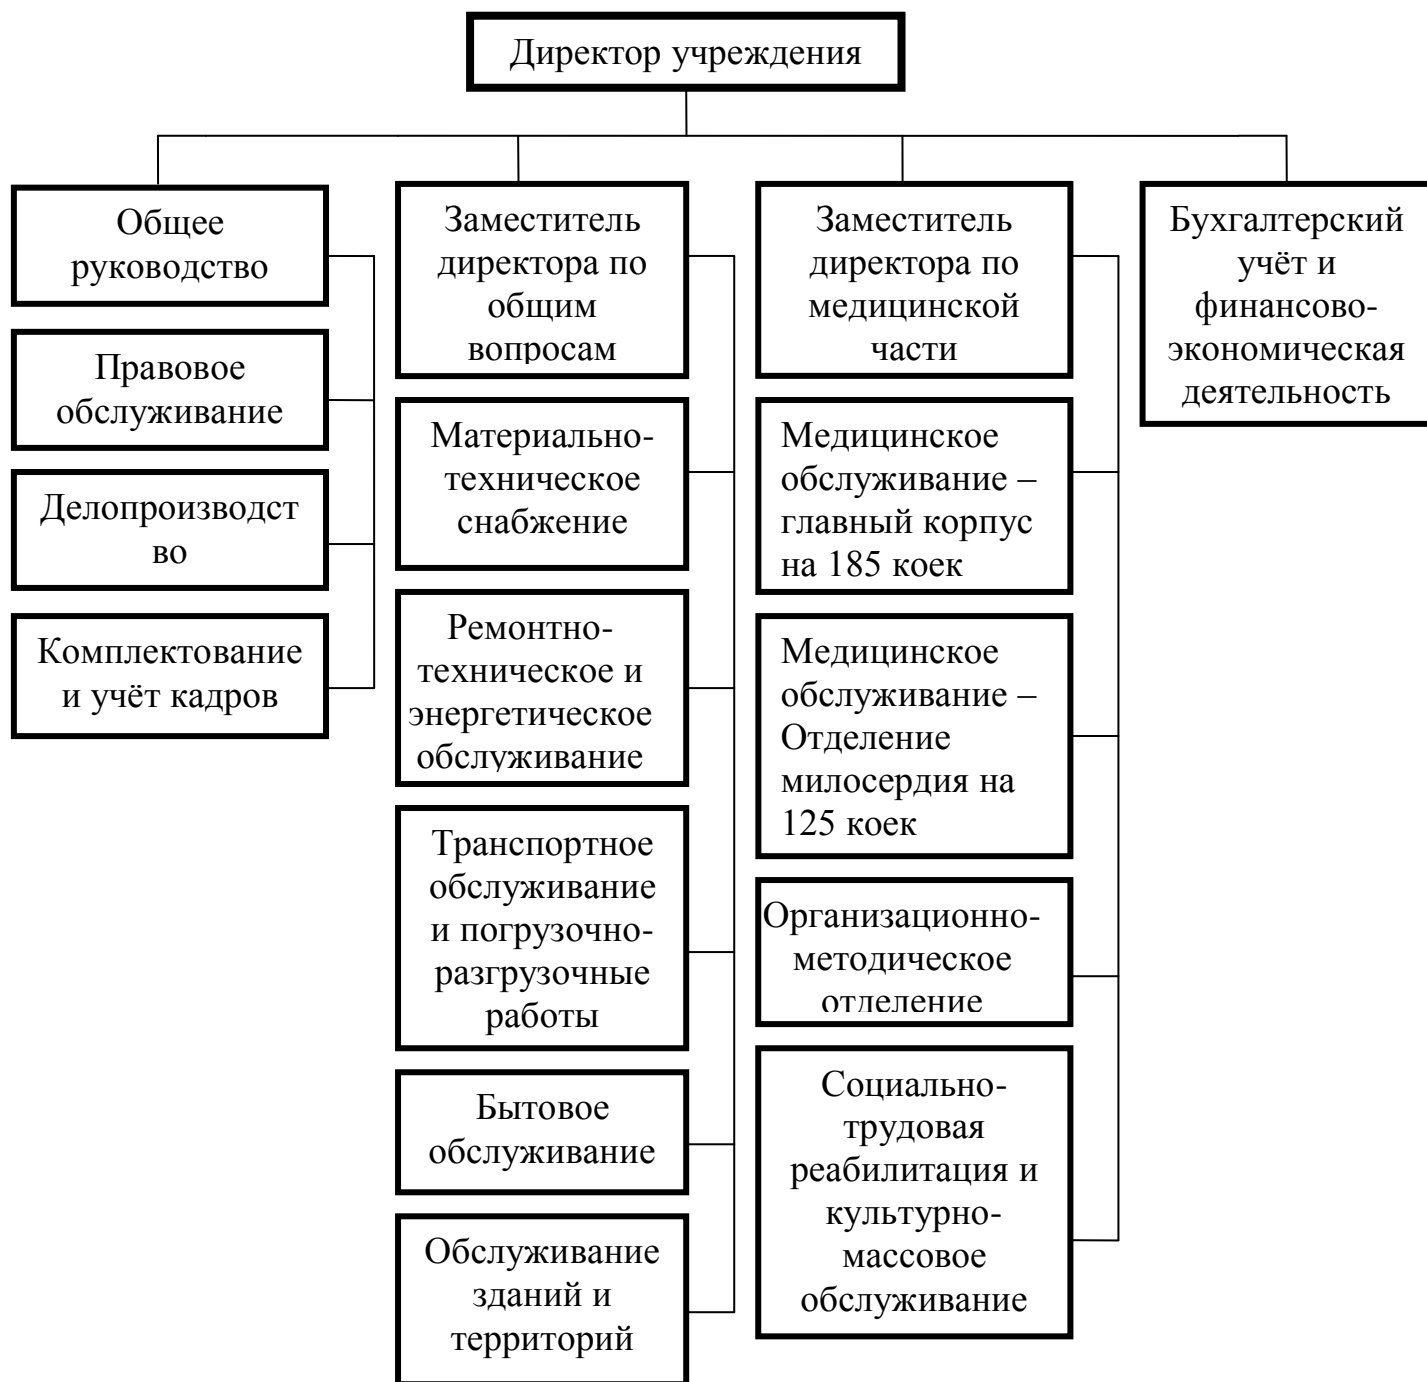 Директор учреждения
Общее
руководство
Правовое
обслуживание
Делопроизводст
во
Комплектование
и учёт кадров
Заместитель
директора по
общим
вопросам
Материально-
техническое
снабжение
Ремонтно-
техническое и
энергетическое
обслуживание
Транспортное
обслуживание
и погрузочно-
разгрузочные
работы
Бытовое
обслуживание
Обслуживание
зданий и
территорий
Заместитель
директора по
медицинской
части
Медицинское
обслуживание –
главный корпус
на 185 коек
Медицинское
обслуживание –
Отделение
милосердия на
125 коек
Организационно-
методическое
отделение
Социально-
трудовая
реабилитация и
культурно-
массовое
обслуживание
Бухгалтерский
учёт и
финансово-
экономическая
деятельность